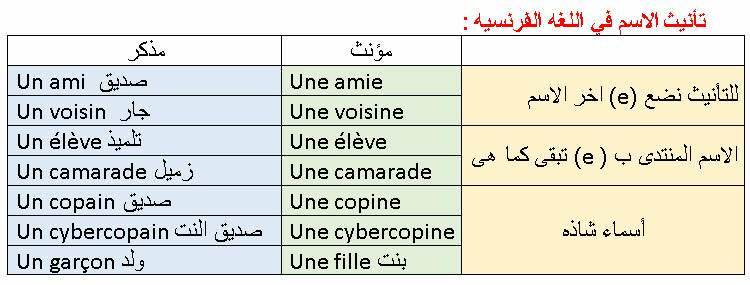 تأنيث الاسم في اللغه الفرنسيه :
مؤنث مذكر
للتأنيث نضع (e) اخر الاسم
Un ami صديق Une amie
Un voisin جار Une voisine
الاسم المنتدى ب ( e ) تبقى كما هى
Un élève تلميذ Une élève
Un camarade زميل Une camarade
أسماء شاذه
Un copain صديق Une copine
Un cybercopain صديق النت Une cybercopine
Un garçon ولد Une fille بنت